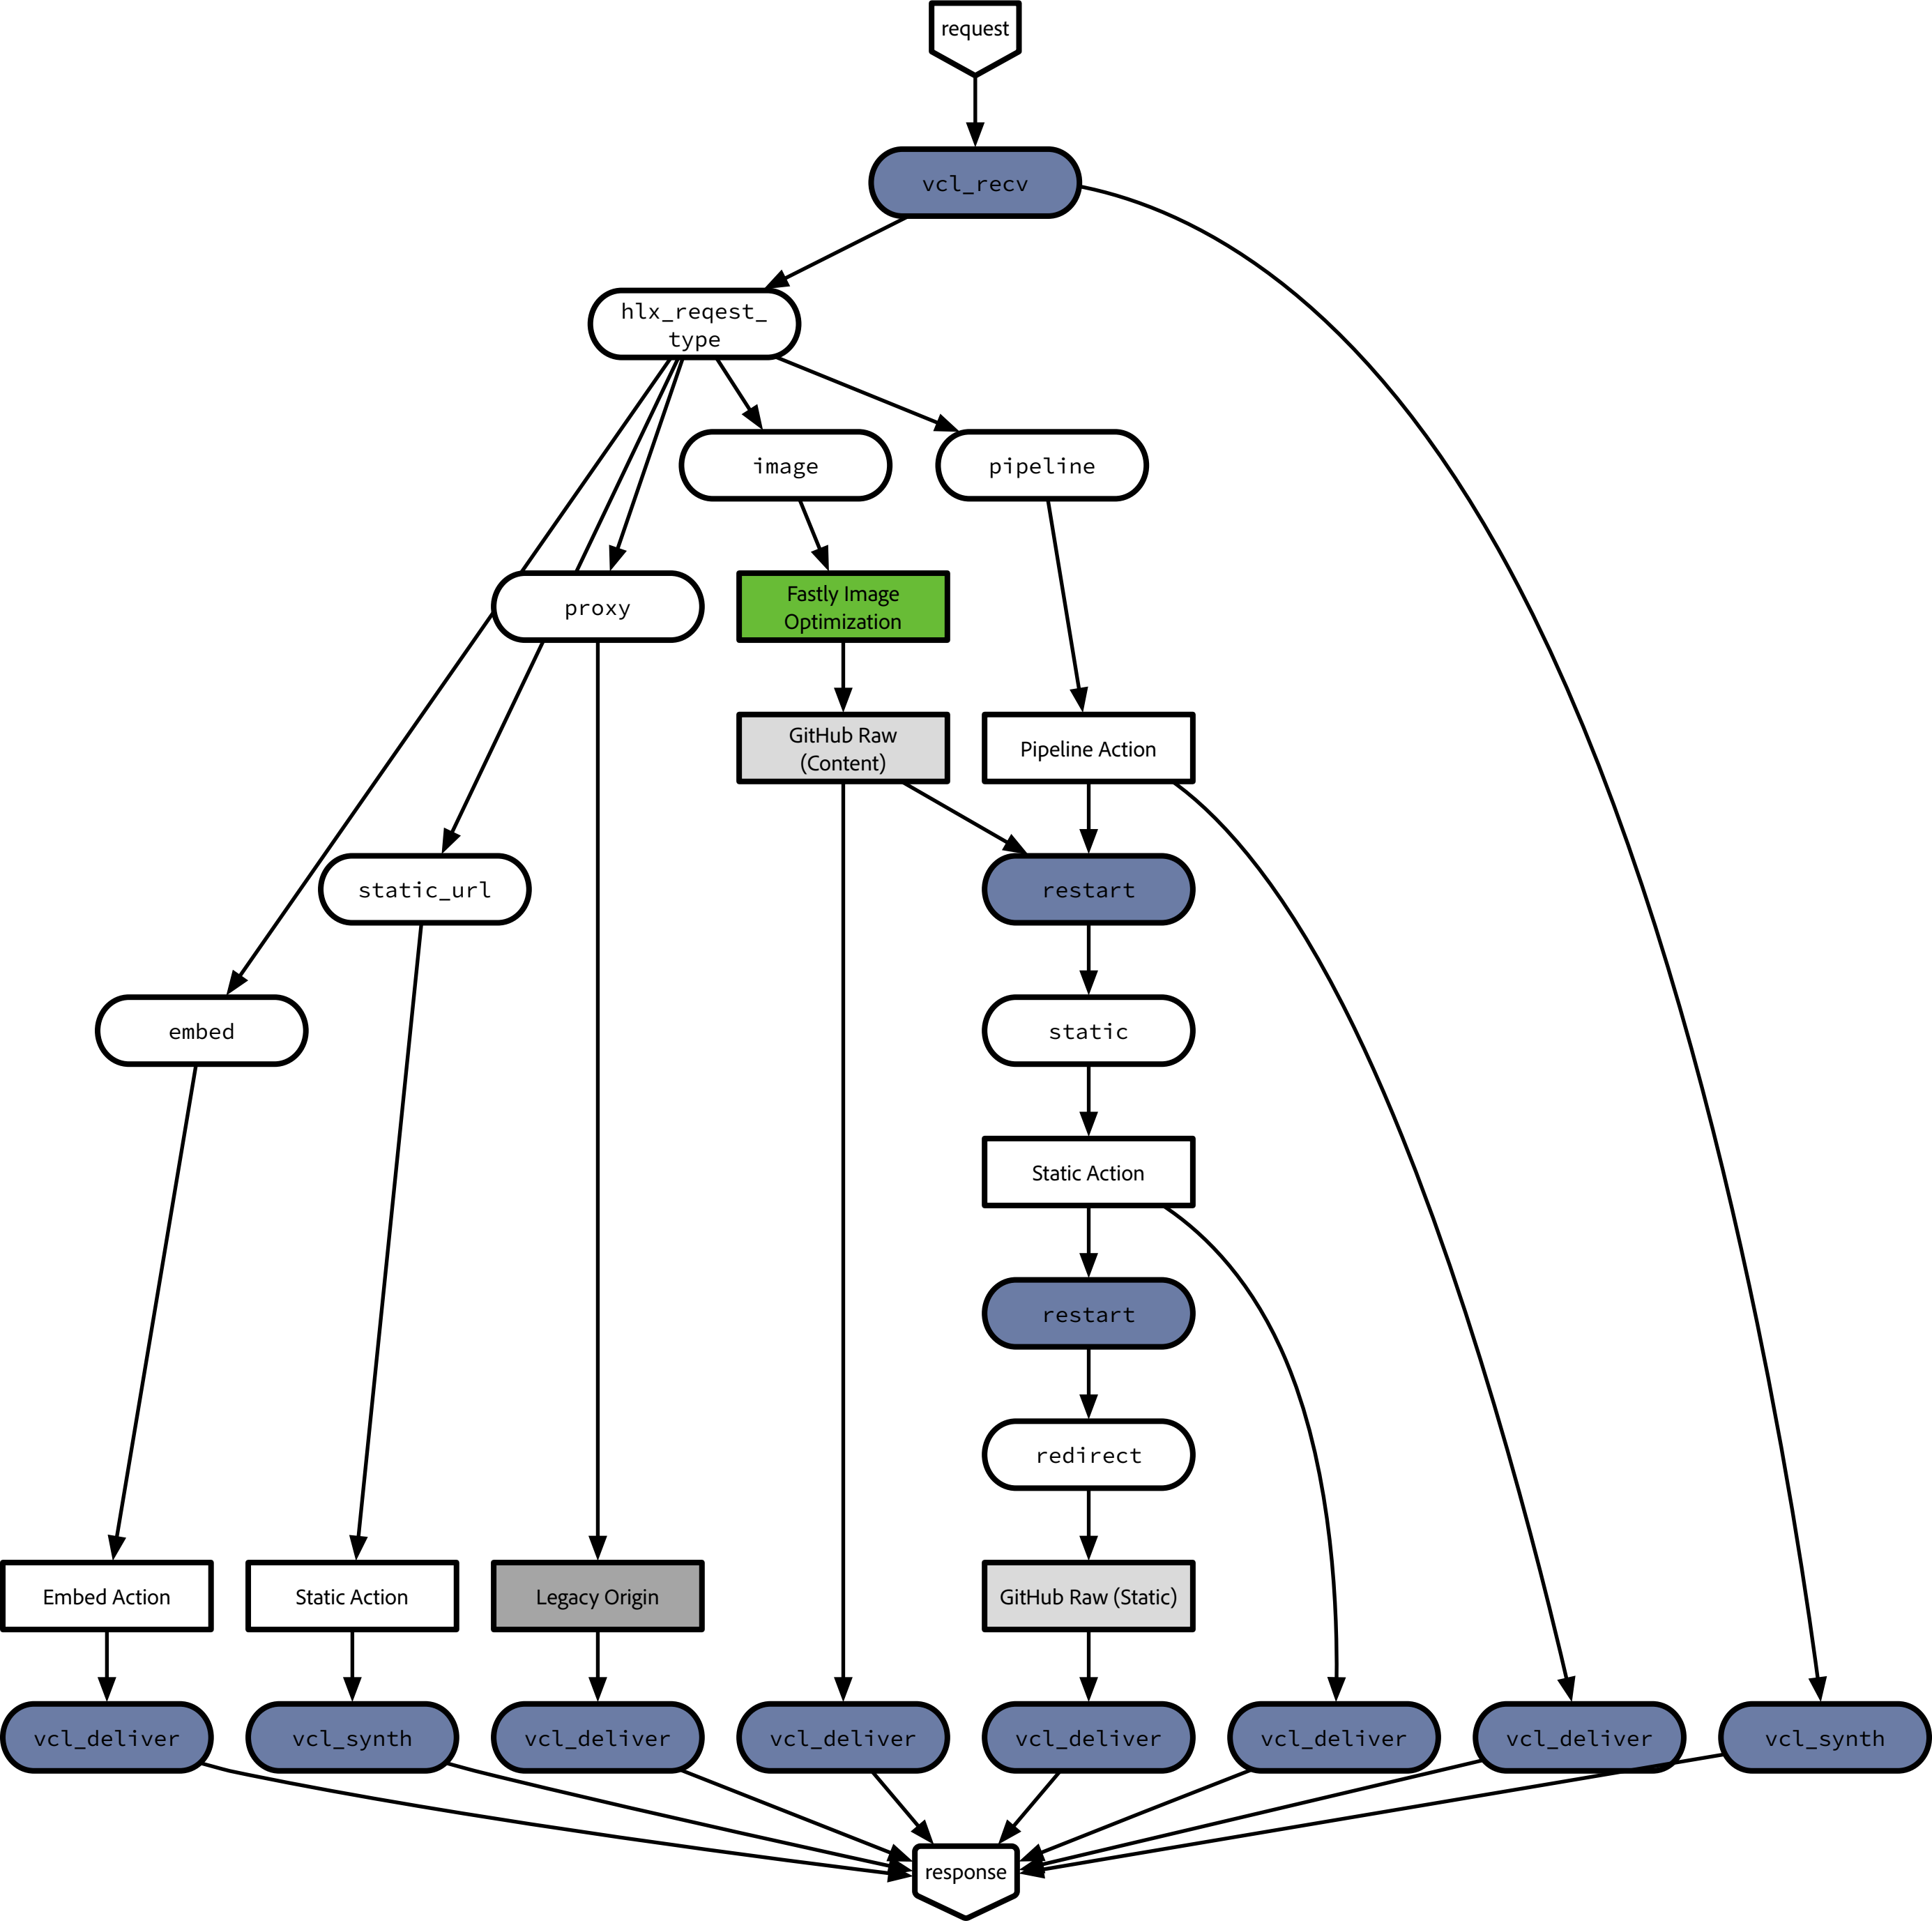 request
vcl_recv
hlx_reqest_
type
image
pipeline
proxy
Fastly Image
Optimization
GitHub Raw
(Content)
Pipeline Action
static_url
restart
embed
static
Static Action
restart
redirect
Embed Action
Static Action
Legacy Origin
GitHub Raw (Static)
vcl_deliver
vcl_synth
vcl_deliver
vcl_deliver
vcl_deliver
vcl_deliver
vcl_deliver
vcl_synth
response